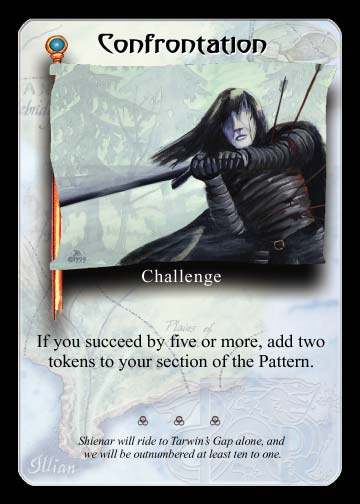 Confrontation
©1999
Challenge
Plains of
If you succeed by five or more, add two
tokens to your section of the Pattern.
Shienar will ride to Tarwin's Gap alone, and
we will be outnumbered at least ten to one.
Illian